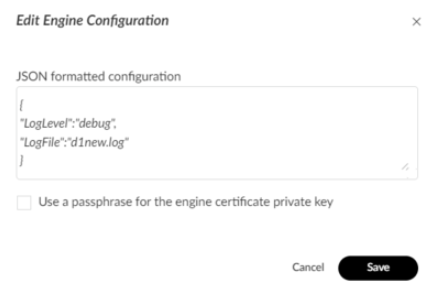 Edit Engine Configuration
JSON formatted configuration
{
"LogLevel":"debug",
"LogFile":"d1new.log"
}
Use a passphrase for the engine certificate private key
Cancel Save